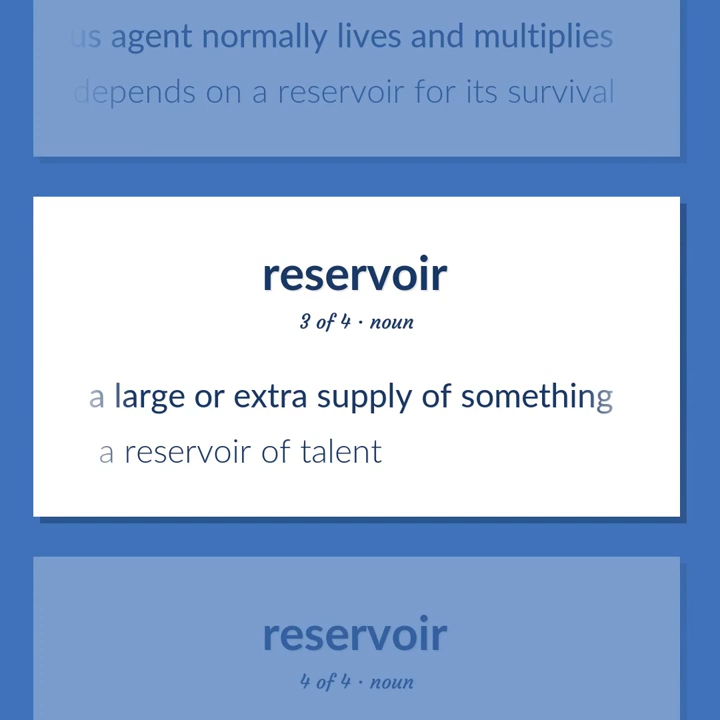 us agent normally lives and multiplies
depends on a reservoir for its survival
reservoir
3 of 4 · noun
a large or extra supply of something
a reservoir of talent
reservoir
4 of 4 · noun